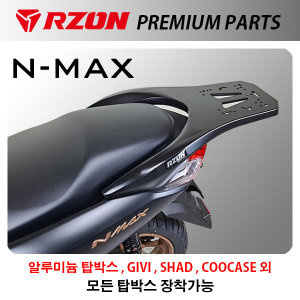 RZON PREMIUM PARTS
N-MAX
RZON
NMAX
알루미늄 탑박스 , GIVI , SHAD , COOCASE 외
모든 탑박스 장착가능